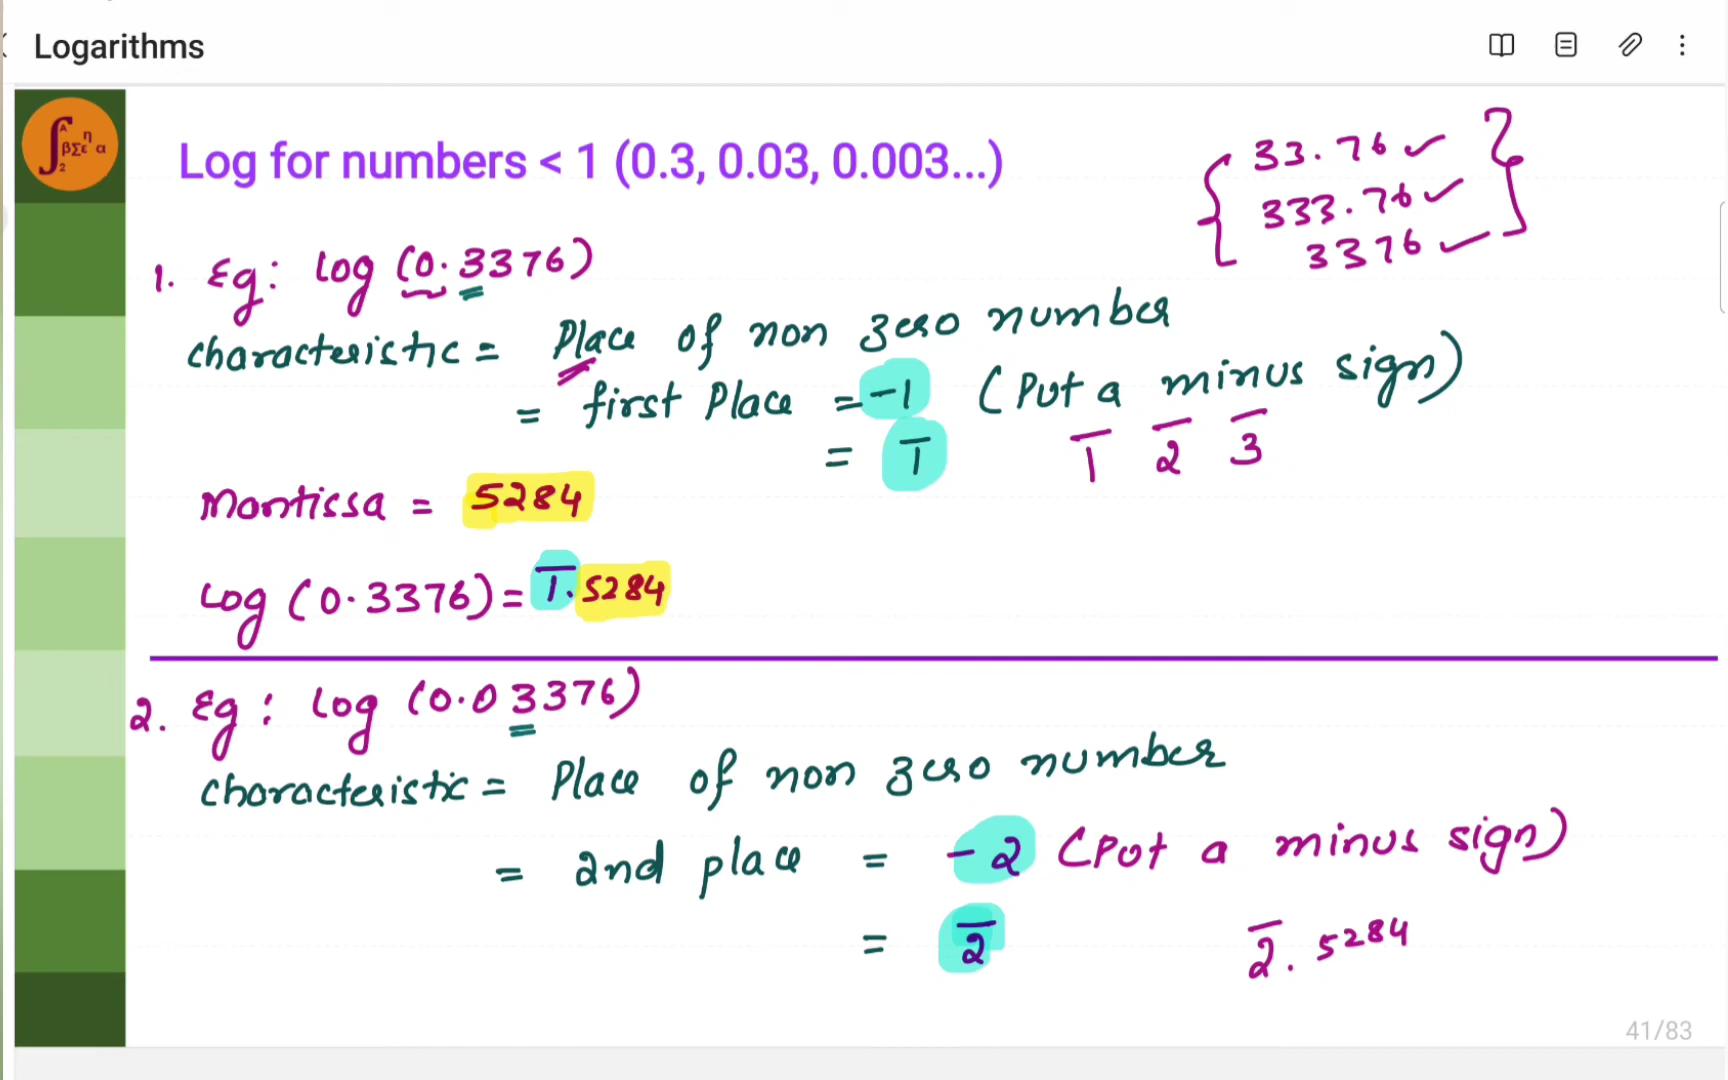 Logarithms
Log for numbers < 1 (0.3, 0.03, 0.003...)
{ 33.76 ✓ }
333.76 ✓
3376 ✓
1. Eg: log (0.3376)
characteristic = Place of non zero number
= first Place = -1 (Put a minus sign)
= 1̅ 1̅ 2̅ 3̅
Mantissa = 5284
Log (0.3376) = 1̅.5284
2. Eg: log (0.03376)
characteristic = Place of non zero number
= 2nd place = -2 (Put a minus sign)
= 2̅ 2̅.5284
41/83